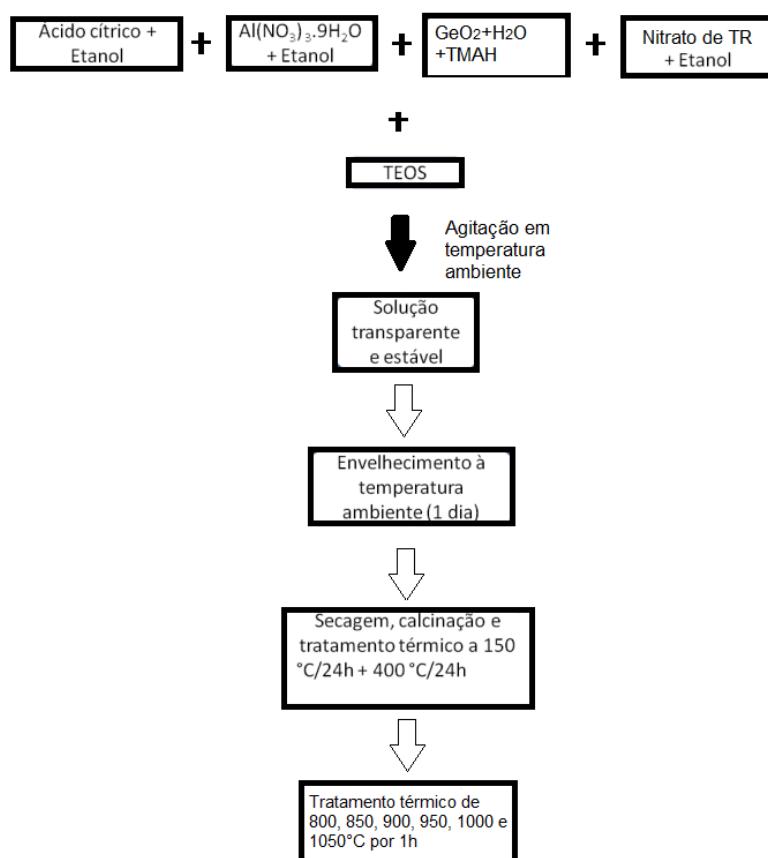 Ácido cítrico +
Etanol
+
Al(NO₃)₃.9H₂O
+ Etanol
+
GeO2+H2O
+TMAH
+
Nitrato de TR
+ Etanol
+
TEOS
Agitação em
temperatura
ambiente
Solução
transparente
e estável
Envelhecimento à
temperatura
ambiente (1 dia)
Secagem, calcinação e
tratamento térmico a 150
°C/24h + 400 °C/24h
Tratamento térmico de
800, 850, 900, 950, 1000 e
1050°C por 1h